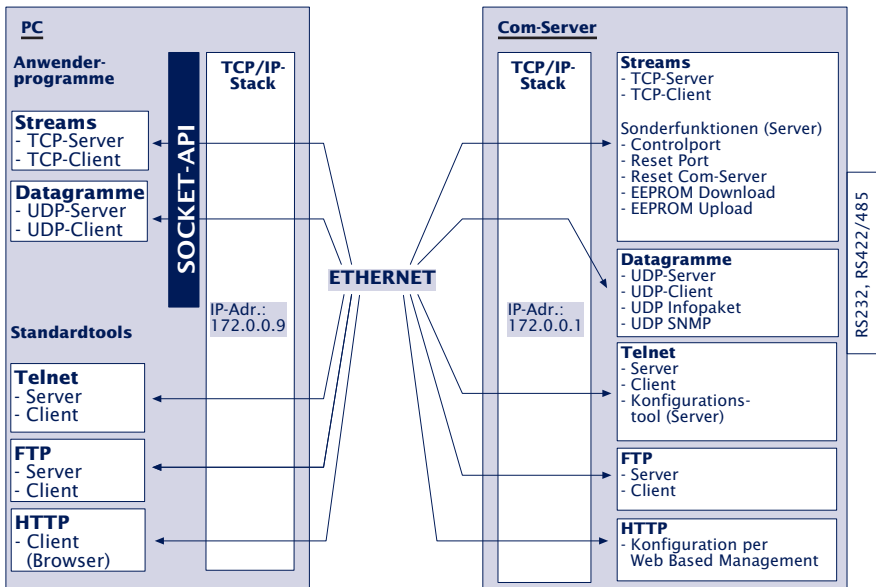 PC
Anwender-
programme
Streams
- TCP-Server
- TCP-Client
Datagramme
- UDP-Server
- UDP-Client
Standardtools
Telnet
- Server
- Client
FTP
- Server
- Client
HTTP
- Client
(Browser)
SOCKET-API
TCP/IP-
Stack
IP-Adr.:
172.0.0.9
ETHERNET
Com-Server
TCP/IP-
Stack
IP-Adr.:
172.0.0.1
Streams
- TCP-Server
- TCP-Client
Sonderfunktionen (Server)
- Controlport
- Reset Port
- Reset Com-Server
- EEPROM Download
- EEPROM Upload
Datagramme
- UDP-Server
- UDP-Client
- UDP Infopaket
- UDP SNMP
Telnet
- Server
- Client
- Konfigurations-
tool (Server)
FTP
- Server
- Client
HTTP
- Konfiguration per
Web Based Management
RS232, RS422/485